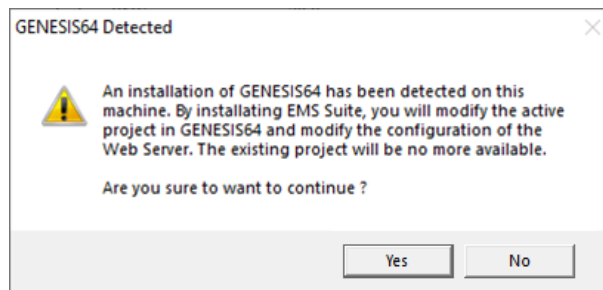 GENESIS64 Detected
An installation of GENESIS64 has been detected on this
machine. By installing EMS Suite, you will modify the active
project in GENESIS64 and modify the configuration of the
Web Server. The existing project will be no more available.
Are you sure to want to continue ?
Yes No